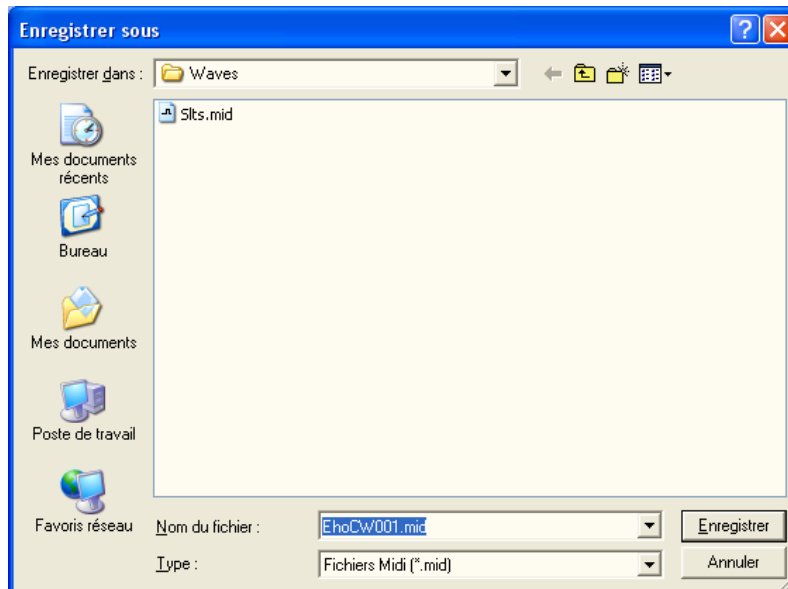 Enregistrer sous
Enregistrer dans :
Waves
Slts.mid
Mes documents
récents
Bureau
Mes documents
Poste de travail
Favoris réseau
Nom du fichier :
EhoCW001.mid
Enregistrer
Type :
Fichiers Midi (*.mid)
Annuler